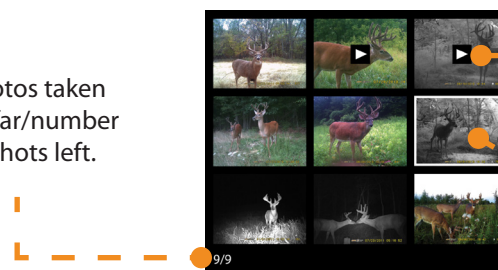 otos taken
ar/number
hots left.
9/9